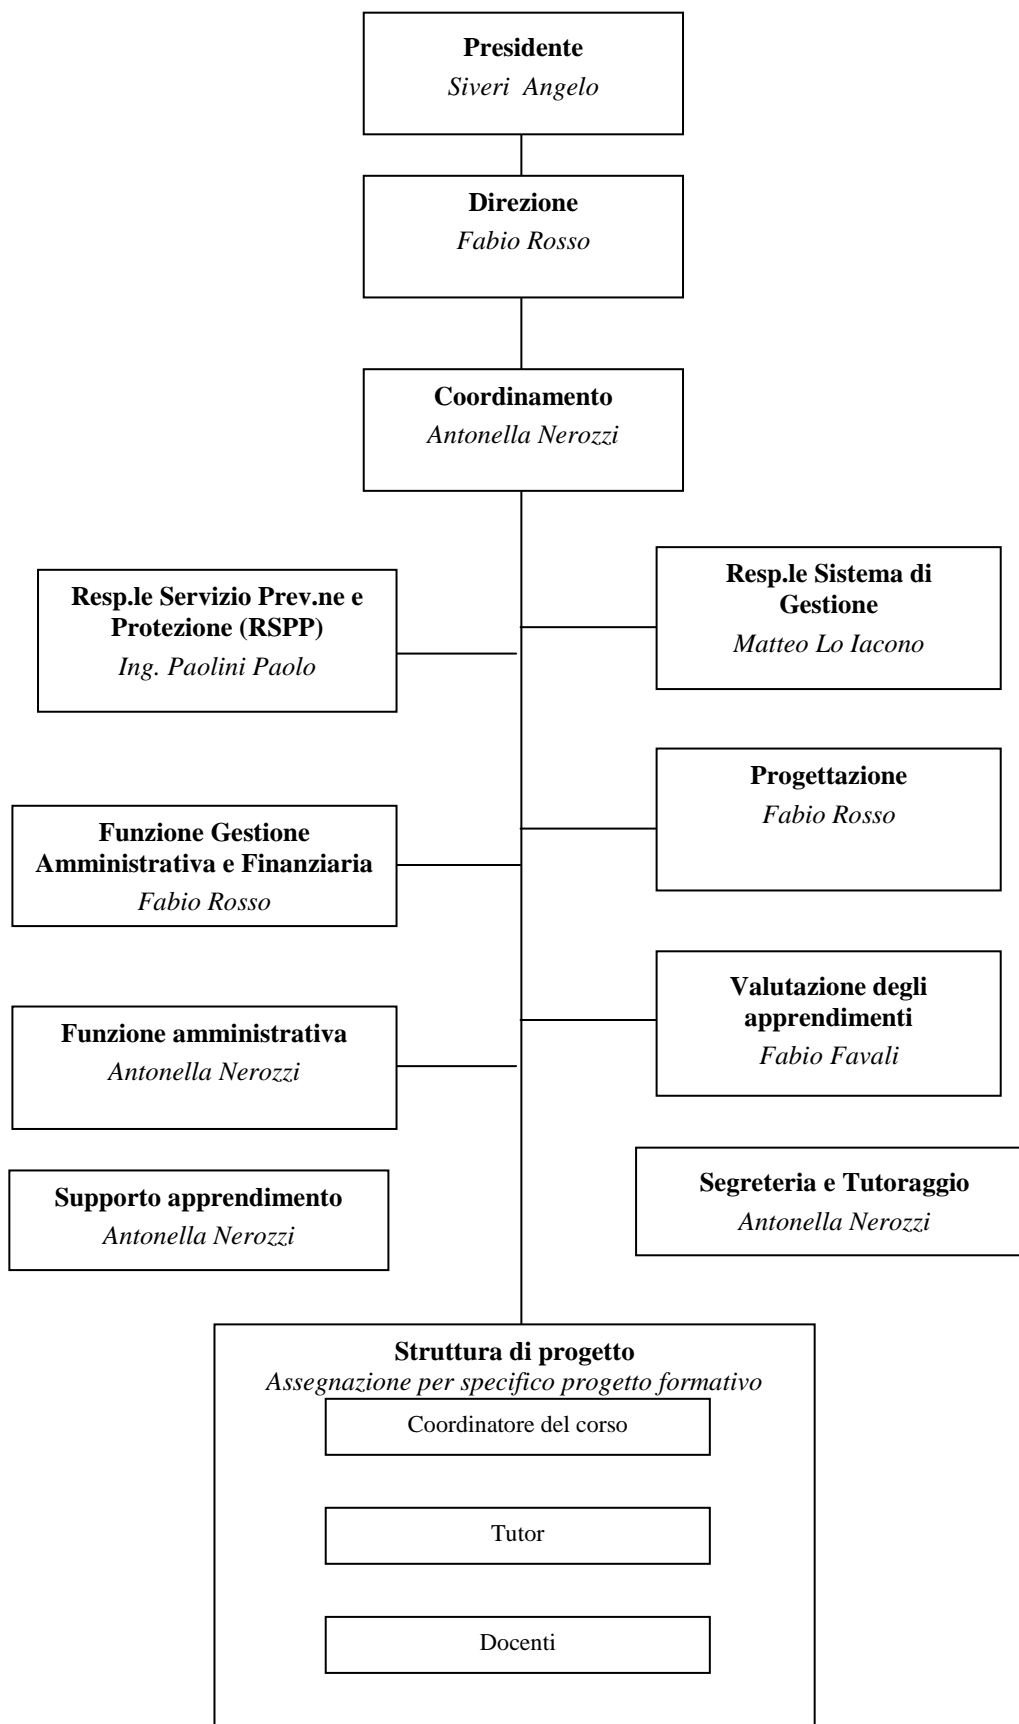 Presidente
Siveri Angelo
Direzione
Fabio Rosso
Coordinamento
Antonella Nerozzi
Resp.le Servizio Prev.ne e
Protezione (RSPP)
Ing. Paolini Paolo
Resp.le Sistema di
Gestione
Matteo Lo Iacono
Progettazione
Fabio Rosso
Funzione Gestione
Amministrativa e Finanziaria
Fabio Rosso
Valutazione degli
apprendimenti
Fabio Favali
Funzione amministrativa
Antonella Nerozzi
Supporto apprendimento
Antonella Nerozzi
Segreteria e Tutoraggio
Antonella Nerozzi
Struttura di progetto
Assegnazione per specifico progetto formativo
Coordinatore del corso
Tutor
Docenti